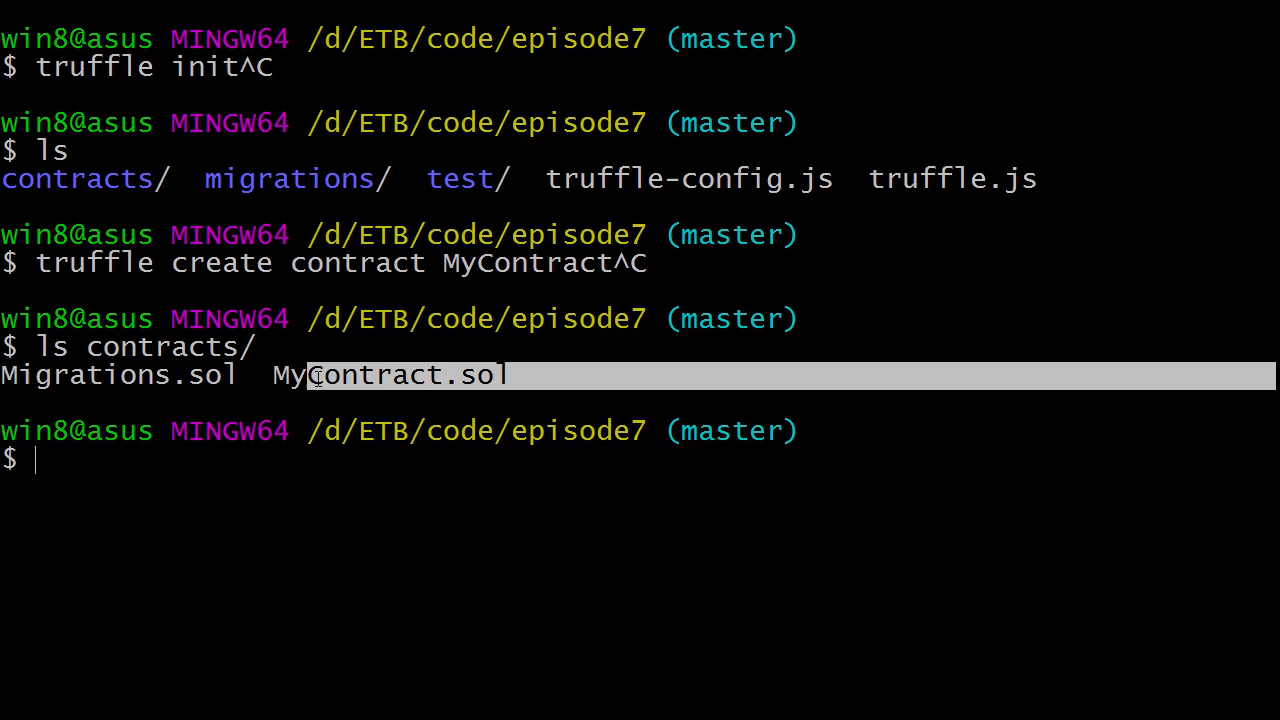 win8@asus MINGW64 /d/ETB/code/episode7 (master)
$ truffle init^C
win8@asus MINGW64 /d/ETB/code/episode7 (master)
$ ls
contracts/  migrations/  test/  truffle-config.js  truffle.js
win8@asus MINGW64 /d/ETB/code/episode7 (master)
$ truffle create contract MyContract^C
win8@asus MINGW64 /d/ETB/code/episode7 (master)
$ ls contracts/
Migrations.sol  MyContract.sol
win8@asus MINGW64 /d/ETB/code/episode7 (master)
$